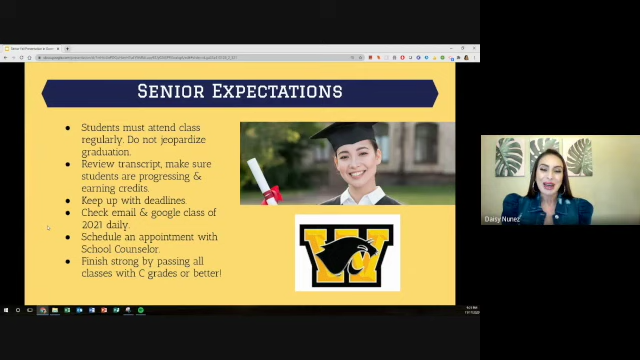 SENIOR EXPECTATIONS
● Students must attend class
regularly. Do not jeopardize
graduation.
● Review transcript, make sure
students are progressing &
earning credits.
● Keep up with deadlines.
● Check email & google class of
2021 daily.
● Schedule an appointment with
School Counselor.
● Finish strong by passing all
classes with C grades or better!
W
Daisy Nunez